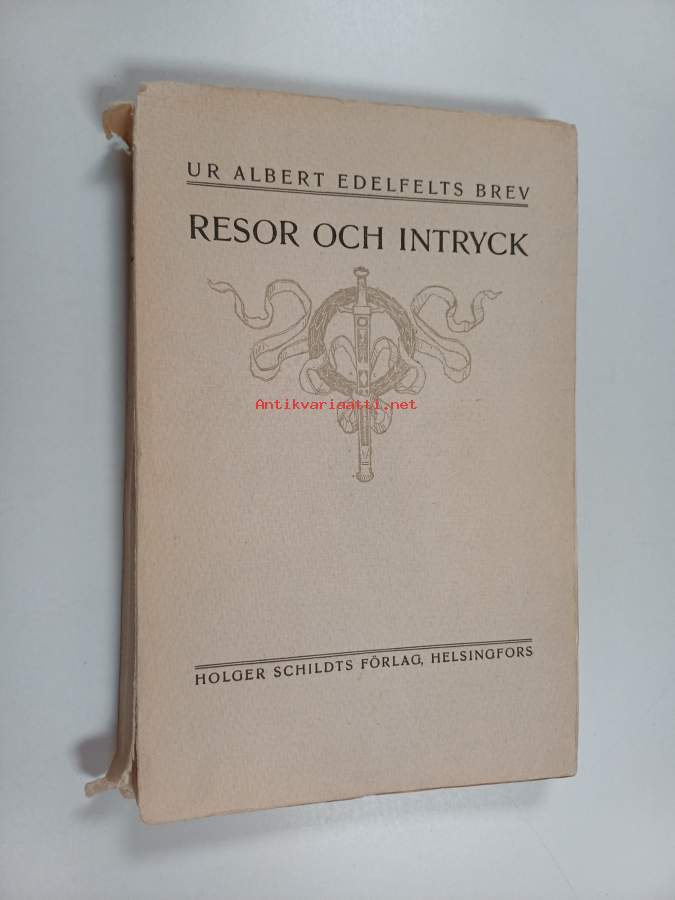 UR ALBERT EDELFELTS BREV
RESOR OCH INTRYCK
Antikvariaatti.net
HOLGER SCHILDTS FÖRLAG, HELSINGFORS